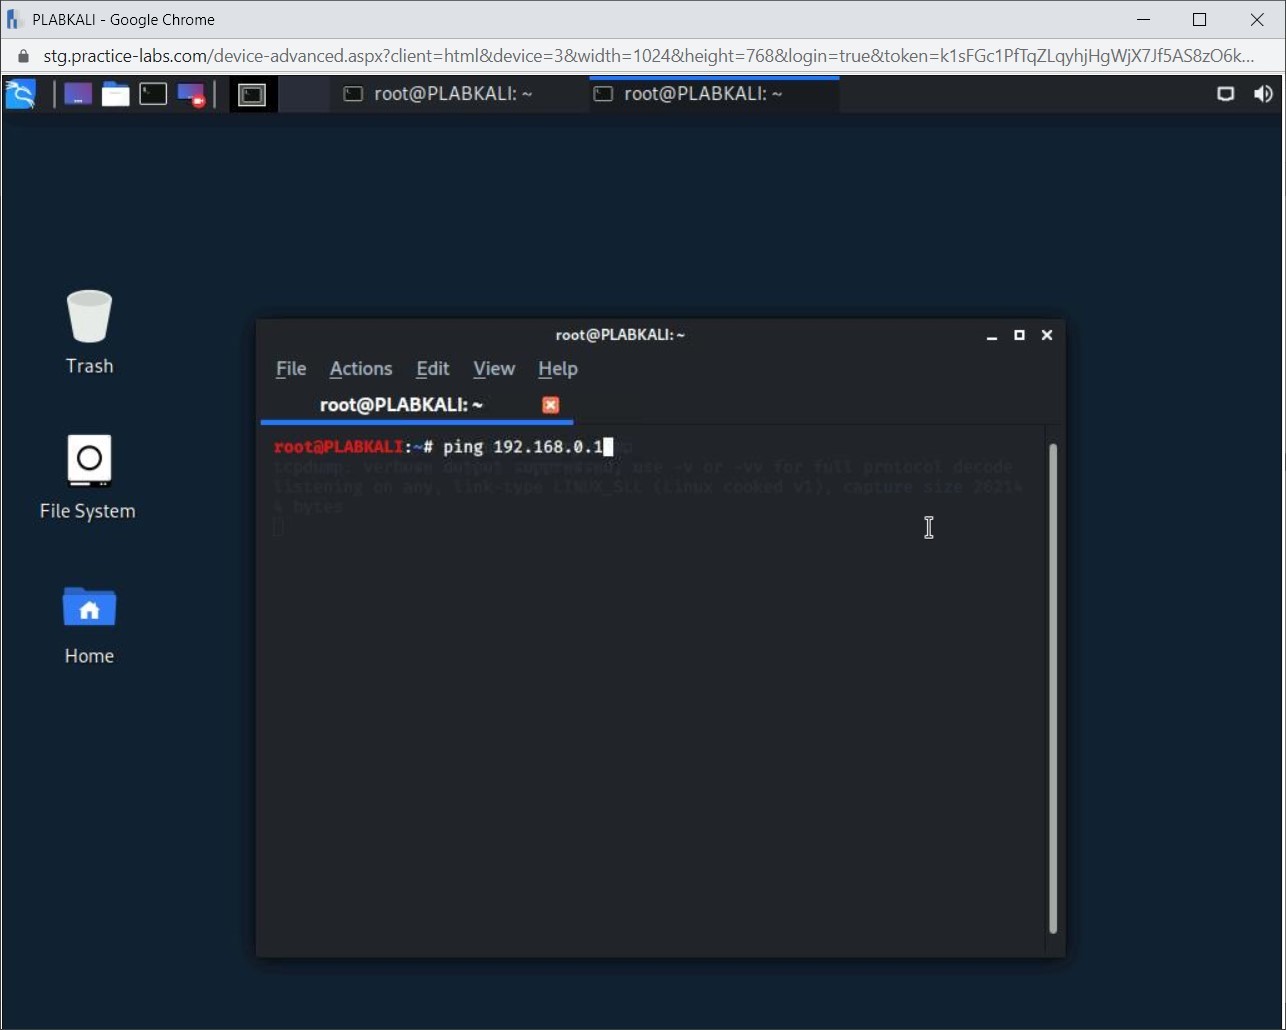 PLABKALI - Google Chrome
stg.practice-labs.com/device-advanced.aspx?client=html&device=3&width=1024&height=768&login=true&token=k1sFGc1PfTqZLqyhjHgWjX7Jf5AS8zO6k...
root@PLABKALI: ~
root@PLABKALI: ~
Trash
File System
Home
root@PLABKALI: ~
File Actions Edit View Help
root@PLABKALI: ~
root@PLABKALI:~# ping 192.168.0.1
tcpdump: verbose output suppressed, use -v or -vv for full protocol decode
listening on any, link-type LINUX_SLL (Linux cooked v1), capture size 26214
4 bytes